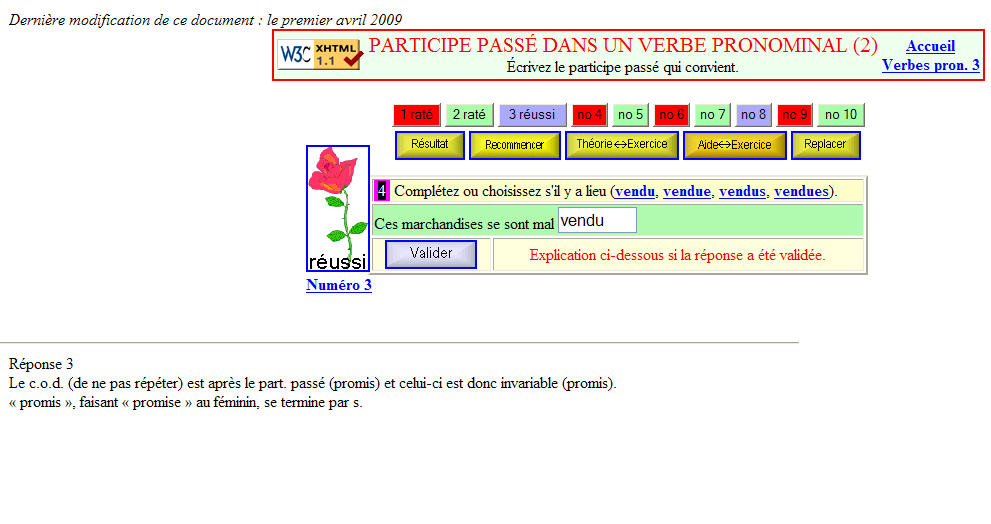 Dernière modification de ce document : le premier avril 2009
W3C XHTML 1.1
PARTICIPE PASSÉ DANS UN VERBE PRONOMINAL (2)
Écrivez le participe passé qui convient.
Accueil
Verbes pron. 3
1 raté 2 raté 3 réussi no 4 no 5 no 6 no 7 no 8 no 9 no 10
Résultat Recommencer Théorie<->Exercice Aide<->Exercice Replacer
réussi
Numéro 3
4 Complétez ou choisissez s'il y a lieu (vendu, vendue, vendus, vendues).
Ces marchandises se sont mal vendu
Valider Explication ci-dessous si la réponse a été validée.
Réponse 3
Le c.o.d. (de ne pas répéter) est après le part. passé (promis) et celui-ci est donc invariable (promis).
« promis », faisant « promise » au féminin, se termine par s.